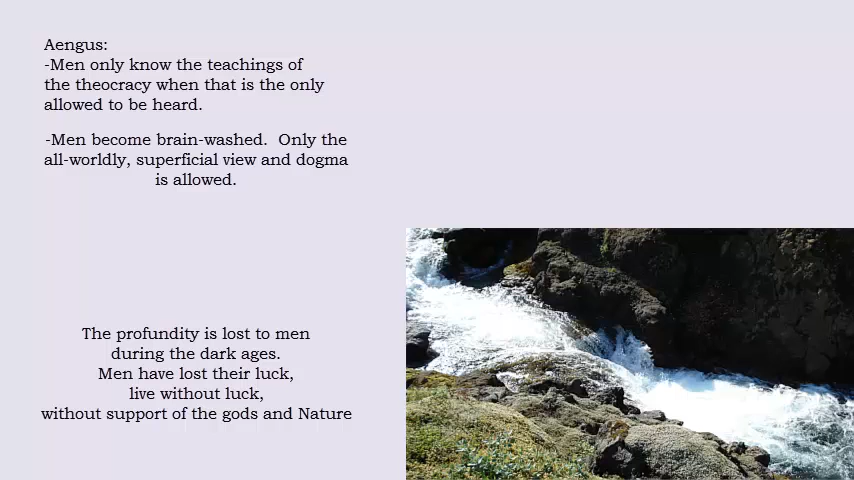 Aengus:
-Men only know the teachings of
the theocracy when that is the only
allowed to be heard.
-Men become brain-washed.  Only the
all-worldly, superficial view and dogma
is allowed.
The profundity is lost to men
during the dark ages.
Men have lost their luck,
live without luck,
without support of the gods and Nature